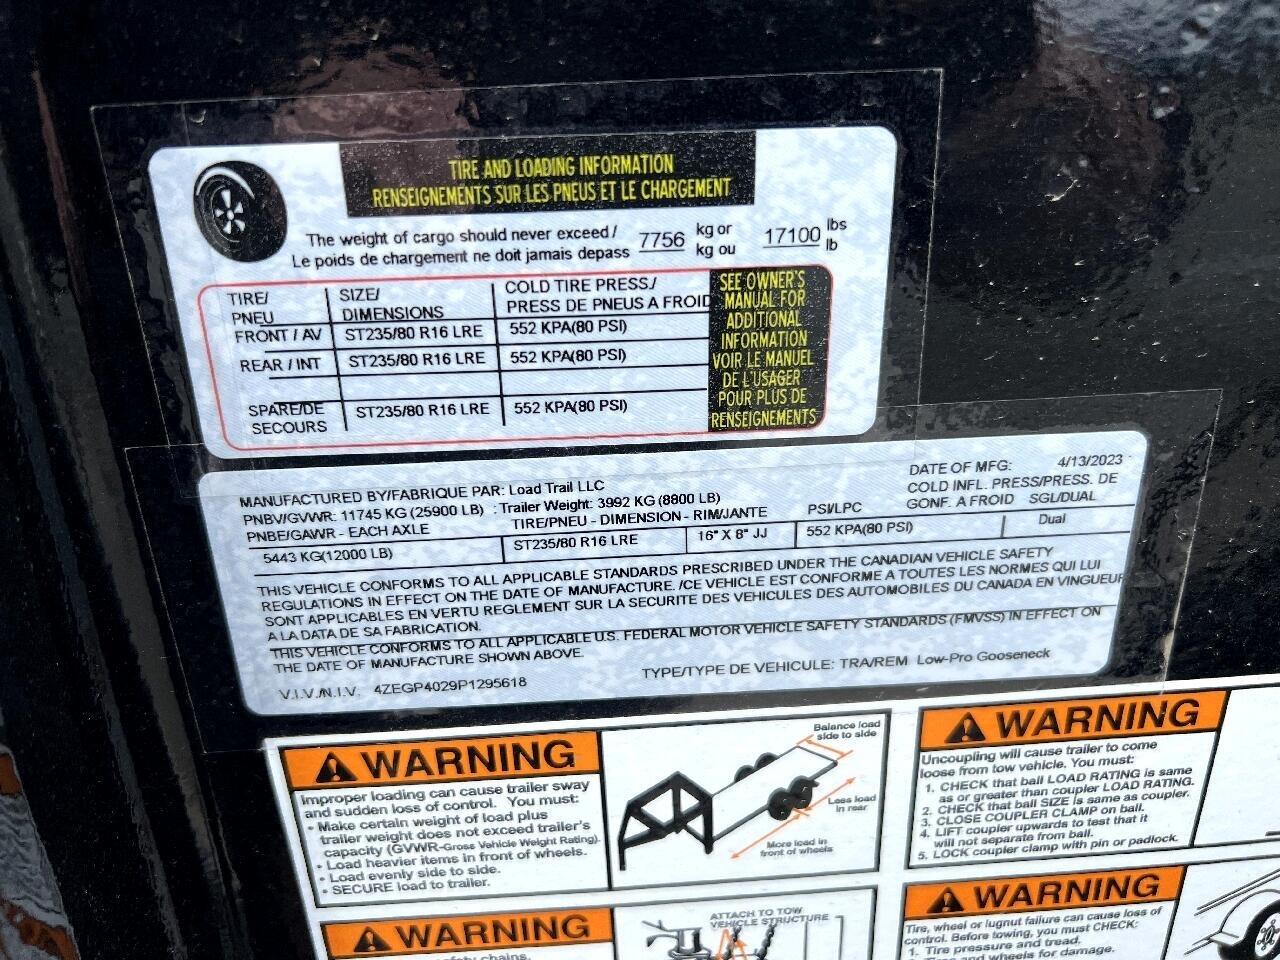 TIRE AND LOADING INFORMATION
RENSEIGNEMENTS SUR LES PNEUS ET LE CHARGEMENT
The weight of cargo should never exceed / 7756 kg or 17100 lbs
Le poids de chargement ne doit jamais depass kg ou lb
TIRE/ SIZE/ COLD TIRE PRESS./
PNEU DIMENSIONS PRESS DE PNEUS A FROID
FRONT / AV ST235/80 R16 LRE 552 KPA(80 PSI)
REAR / INT ST235/80 R16 LRE 552 KPA(80 PSI)
SPARE/DE ST235/80 R16 LRE 552 KPA(80 PSI)
SECOURS
SEE OWNER'S
MANUAL FOR
ADDITIONAL
INFORMATION
VOIR LE MANUEL
DE L'USAGER
POUR PLUS DE
RENSEIGNEMENTS
MANUFACTURED BY/FABRIQUE PAR: Load Trail LLC DATE OF MFG: 4/13/2023
PNBV/GVWR: 11745 KG (25900 LB) : Trailer Weight: 3992 KG (8800 LB) COLD INFL. PRESS/PRESS. DE
PNBE/GAWR - EACH AXLE TIRE/PNEU - DIMENSION - RIM/JANTE PSI/LPC GONF. A FROID SGL/DUAL
5443 KG(12000 LB) ST235/80 R16 LRE 16" X 8" JJ 552 KPA(80 PSI) Dual
THIS VEHICLE CONFORMS TO ALL APPLICABLE STANDARDS PRESCRIBED UNDER THE CANADIAN VEHICLE SAFETY
REGULATIONS IN EFFECT ON THE DATE OF MANUFACTURE. /CE VEHICLE EST CONFORME A TOUTES LES NORMES QUI LUI
SONT APPLICABLES EN VERTU REGLEMENT SUR LA SECURITE DES VEHICULES DES AUTOMOBILES DU CANADA EN VINGUEUR
A LA DATA DE SA FABRICATION.
THIS VEHICLE CONFORMS TO ALL APPLICABLE U.S. FEDERAL MOTOR VEHICLE SAFETY STANDARDS (FMVSS) IN EFFECT ON
THE DATE OF MANUFACTURE SHOWN ABOVE.
V.I.V./N.I.V. 4ZEGP4029P1295618 TYPE/TYPE DE VEHICULE: TRA/REM Low-Pro Gooseneck
WARNING
Improper loading can cause trailer sway
and sudden loss of control. You must:
• Make certain weight of load plus
trailer weight does not exceed trailer's
capacity (GVWR-Gross Vehicle Weight Rating).
• Load heavier items in front of wheels.
• Load evenly side to side.
• SECURE load to trailer.
Balance load
side to side
Less load
in rear
More load in
front of wheels
WARNING
Uncoupling will cause trailer to come
loose from tow vehicle. You must:
1. CHECK that ball LOAD RATING is same
as or greater than coupler LOAD RATING.
2. CHECK that ball SIZE is same as coupler.
3. CLOSE COUPLER CLAMP on ball.
4. LIFT coupler upwards to test that it
will not separate from ball.
5. LOCK coupler clamp with pin or padlock.
WARNING
chains.
ATTACH TO TOW
VEHICLE STRUCTURE
WARNING
Tire, wheel or lugnut failure can cause loss of
control. Before towing, you must CHECK:
1. Tire pressure and tread.
and wheels for damage.